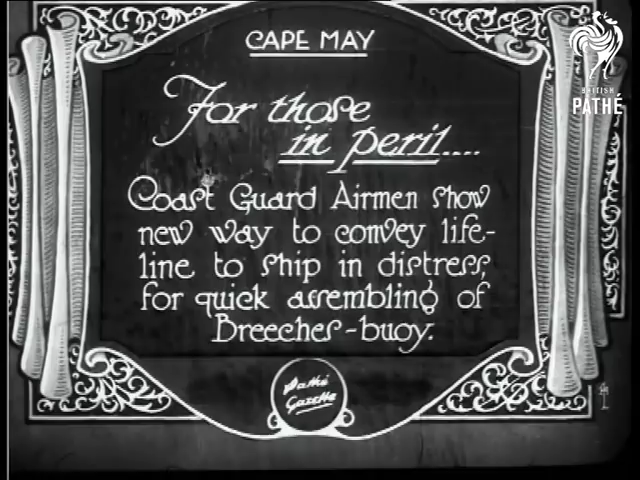 CAPE MAY
BRITISH
PATHÉ
For those
in peril....
Coast Guard Airmen show
new way to convey life-
line to ship in distress,
for quick assembling of
Breeches-buoy.
Pathé
Gazette